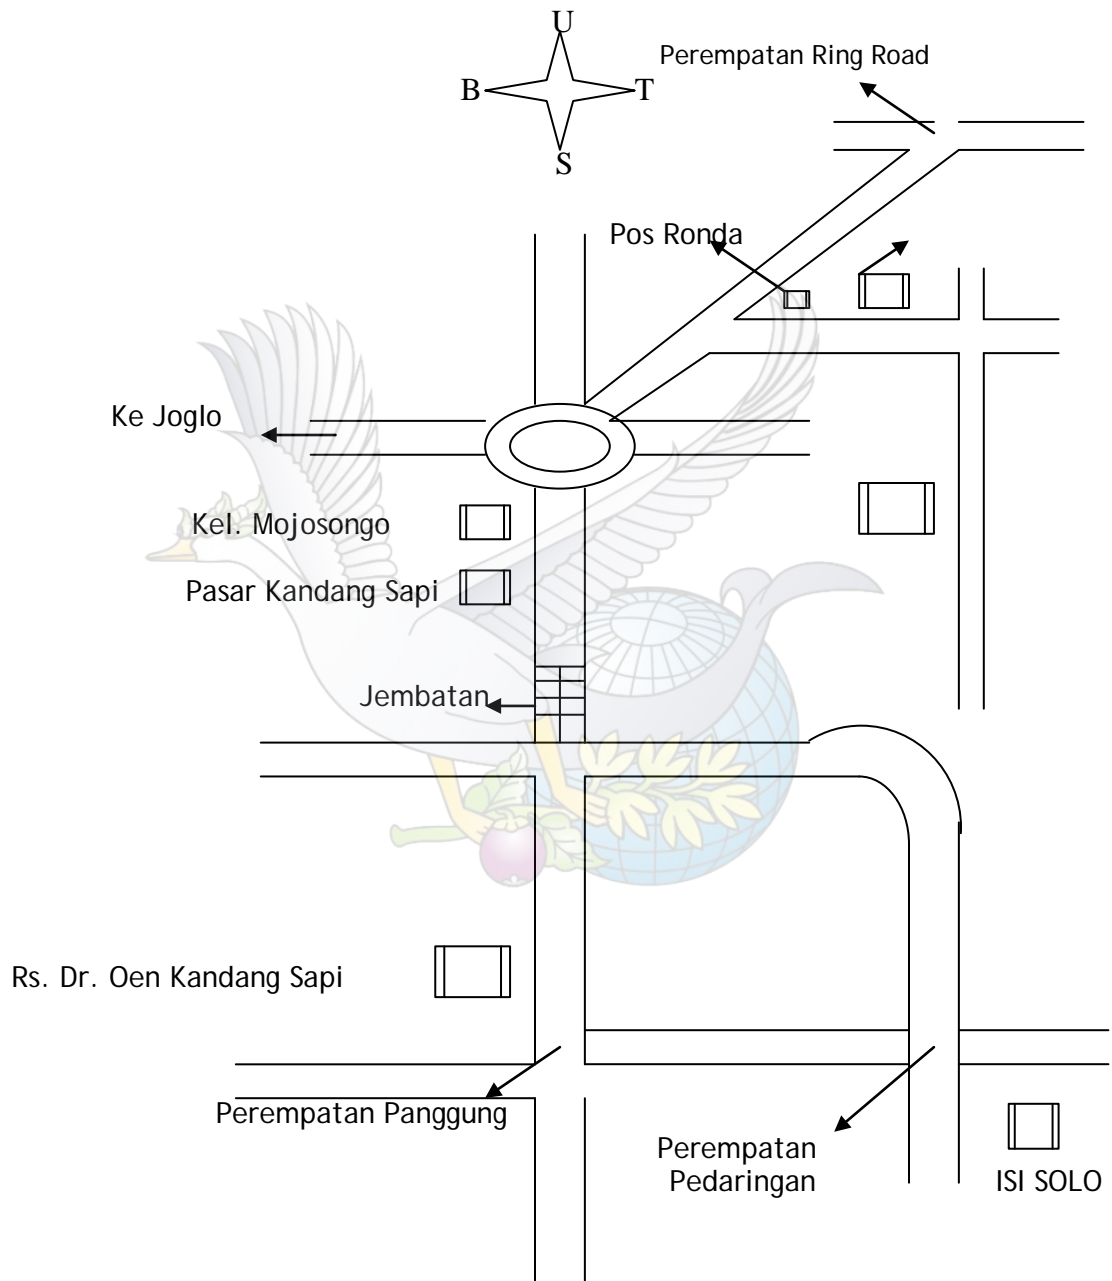 U
Perempatan Ring Road
B
T
S
Pos Ronda
Ke Joglo
Kel. Mojosongo
Pasar Kandang Sapi
Jembatan
Rs. Dr. Oen Kandang Sapi
Perempatan Panggung
Perempatan
Pedaringan
ISI SOLO